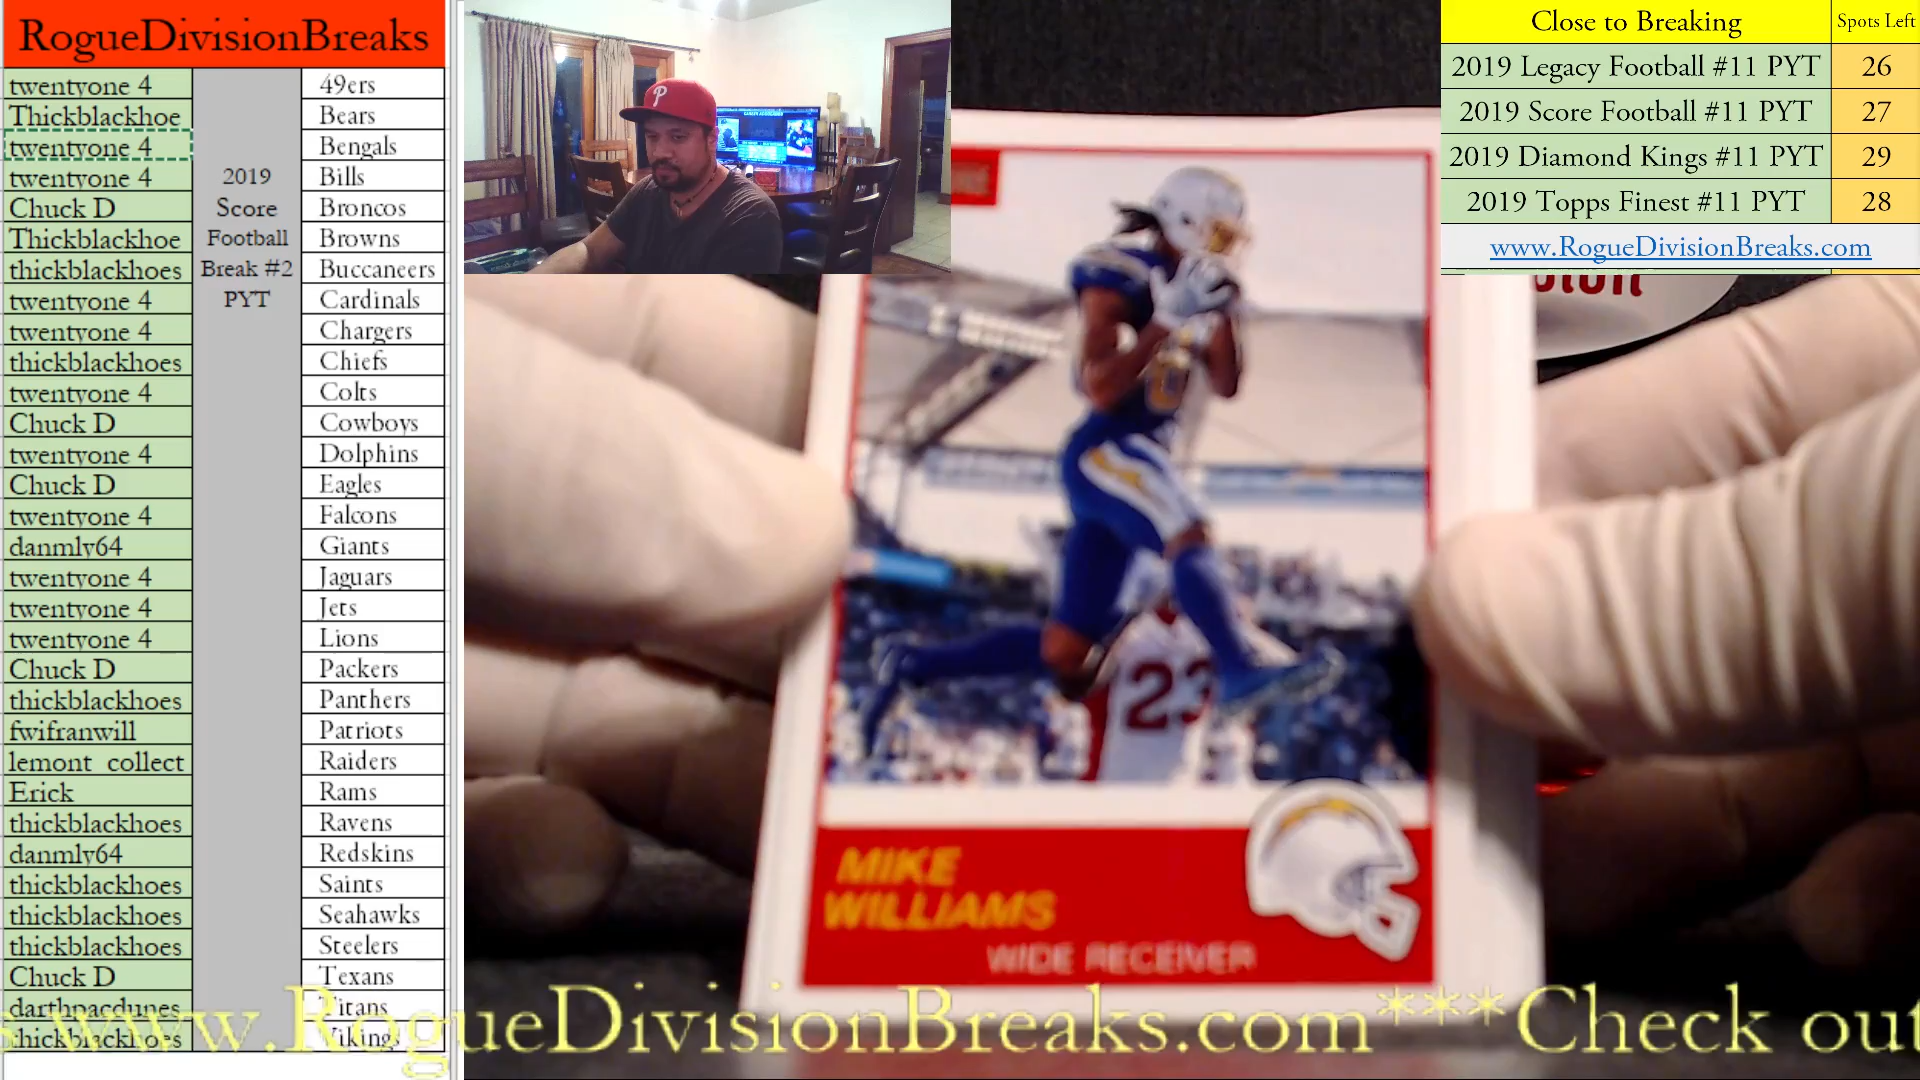 RogueDivisionBreaks
twentyone 4 49ers
Thickblackhoe Bears
twentyone 4 Bengals
twentyone 4 Bills
Chuck D Broncos
Thickblackhoe Browns
thickblackhoes Buccaneers
twentyone 4 Cardinals
twentyone 4 Chargers
thickblackhoes Chiefs
twentyone 4 Colts
Chuck D Cowboys
twentyone 4 Dolphins
Chuck D Eagles
twentyone 4 Falcons
danmly64 Giants
twentyone 4 Jaguars
twentyone 4 Jets
twentyone 4 Lions
Chuck D Packers
thickblackhoes Panthers
fwifranwill Patriots
lemont collect Raiders
Erick Rams
thickblackhoes Ravens
danmly64 Redskins
thickblackhoes Saints
thickblackhoes Seahawks
thickblackhoes Steelers
Chuck D Texans
darthpacdunes Titans
thickblackhoes Vikings
2019
Score
Football
Break #2
PYT
P
23
MIKE
WILLIAMS
WIDE RECEIVER
Close to Breaking Spots Left
2019 Legacy Football #11 PYT 26
2019 Score Football #11 PYT 27
2019 Diamond Kings #11 PYT 29
2019 Topps Finest #11 PYT 28
www.RogueDivisionBreaks.com
www.RogueDivisionBreaks.com***Check out